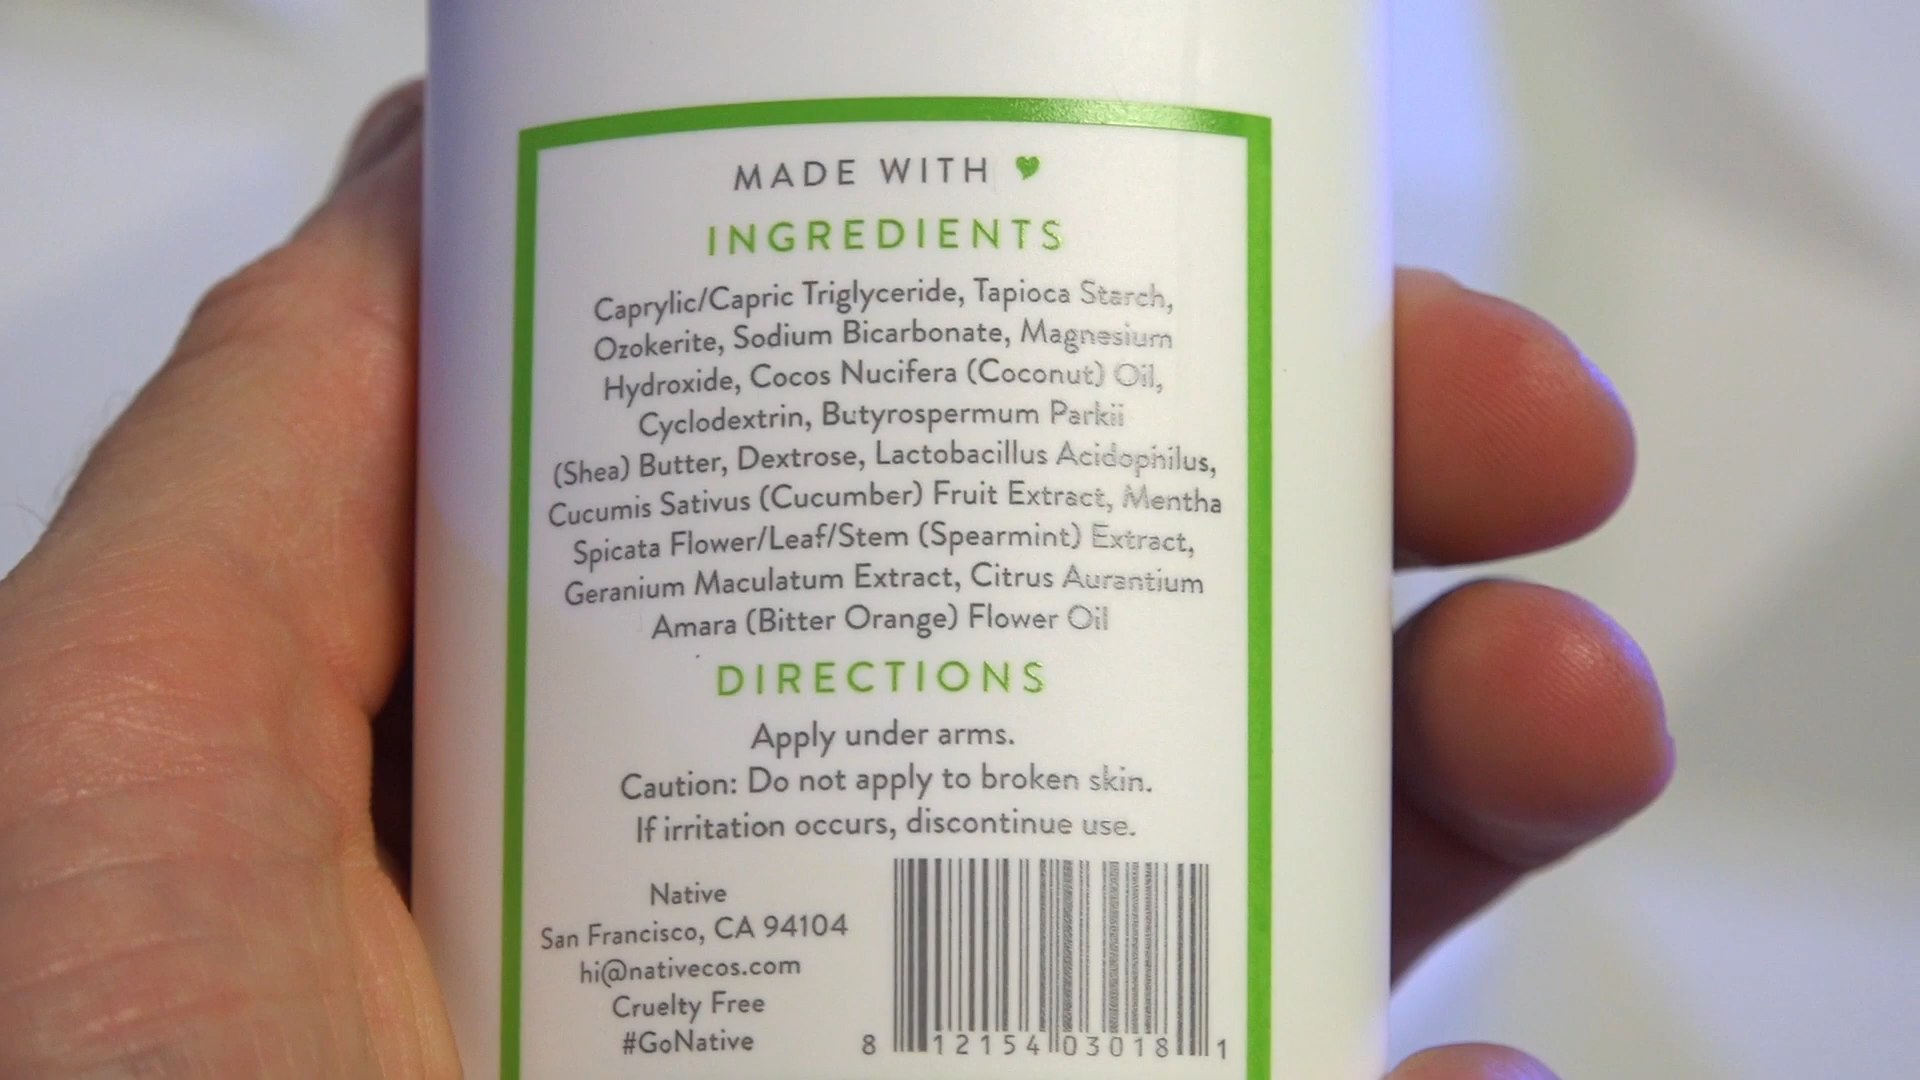 MADE WITH
INGREDIENTS
Caprylic/Capric Triglyceride, Tapioca Starch,
Ozokerite, Sodium Bicarbonate, Magnesium
Hydroxide, Cocos Nucifera (Coconut) Oil,
Cyclodextrin, Butyrospermum Parkii
(Shea) Butter, Dextrose, Lactobacillus Acidophilus,
Cucumis Sativus (Cucumber) Fruit Extract, Mentha
Spicata Flower/Leaf/Stem (Spearmint) Extract,
Geranium Maculatum Extract, Citrus Aurantium
Amara (Bitter Orange) Flower Oil
DIRECTIONS
Apply under arms.
Caution: Do not apply to broken skin.
If irritation occurs, discontinue use.
Native
San Francisco, CA 94104
hi@nativecos.com
Cruelty Free
#GoNative
8 12154 03018 1